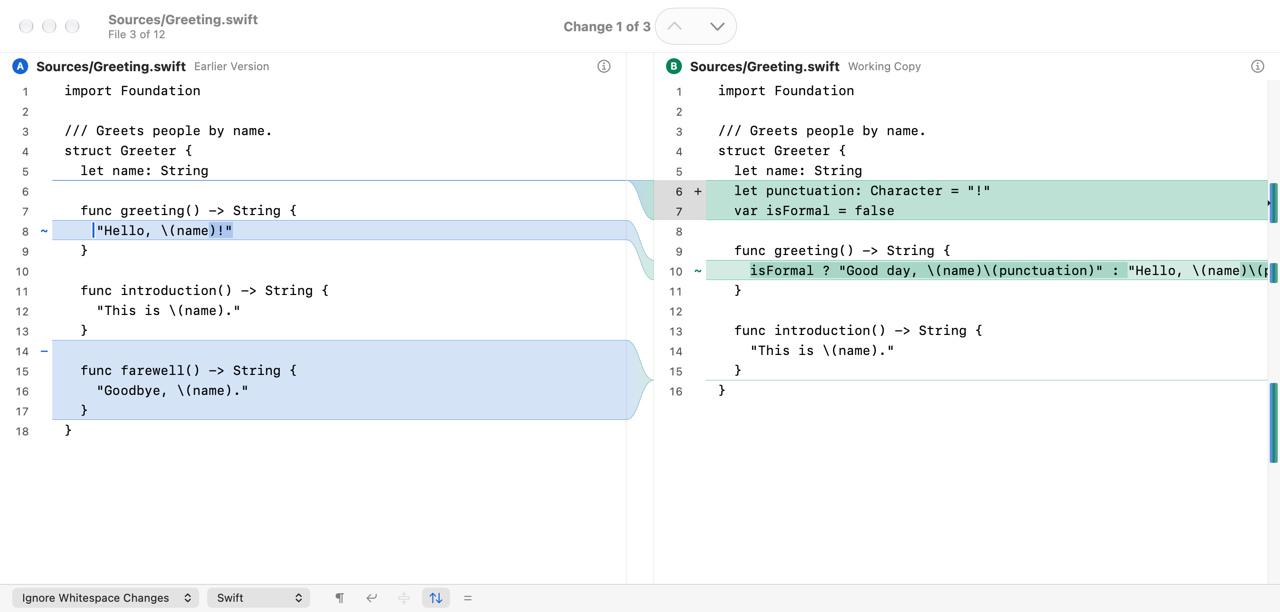 Sources/Greeting.swift
File 3 of 12
Change 1 of 3
A Sources/Greeting.swift Earlier Version
1 import Foundation
2
3 /// Greets people by name.
4 struct Greeter {
5 let name: String
6
7 func greeting() -> String {
8 ~ "Hello, \(name)!"
9 }
10
11 func introduction() -> String {
12 "This is \(name)."
13 }
14 −
15 func farewell() -> String {
16 "Goodbye, \(name)."
17 }
18 }
B Sources/Greeting.swift Working Copy
1 import Foundation
2
3 /// Greets people by name.
4 struct Greeter {
5 let name: String
6 + let punctuation: Character = "!"
7 var isFormal = false
8
9 func greeting() -> String {
10 ~ isFormal ? "Good day, \(name)\(punctuation)" : "Hello, \(name)\(p
11 }
12
13 func introduction() -> String {
14 "This is \(name)."
15 }
16 }
Ignore Whitespace Changes
Swift